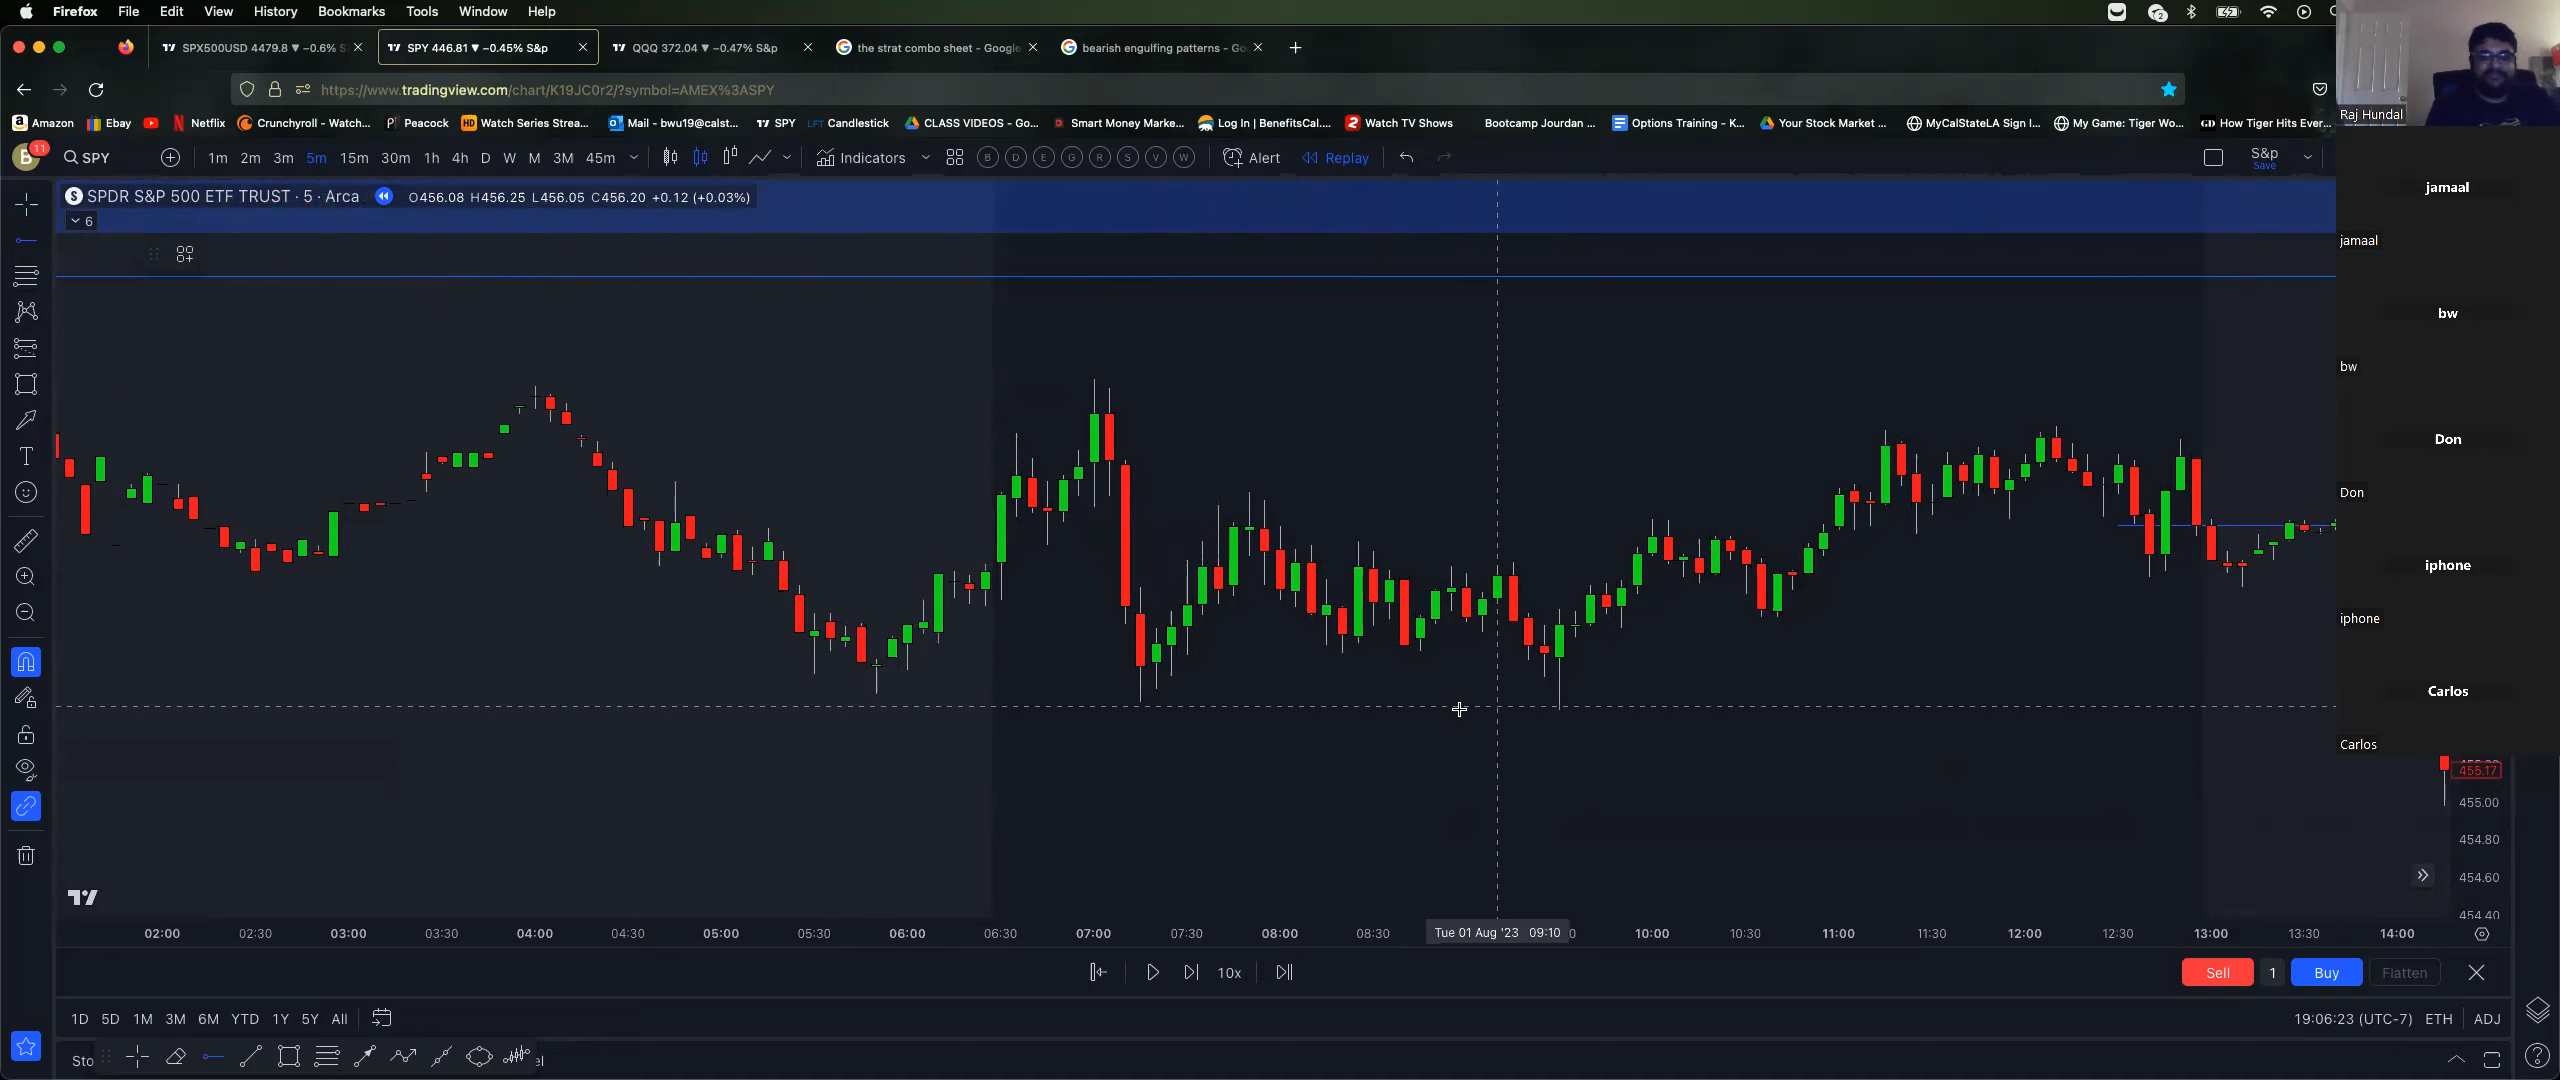 Firefox File Edit View History Bookmarks Tools Window Help
SPX500USD 4479.8 ▼ −0.6% S
SPY 446.81 ▼ −0.45% S&p
QQQ 372.04 ▼ −0.47% S&p
the strat combo sheet - Google
bearish engulfing patterns - Go
https://www.tradingview.com/chart/K19JC0r2/?symbol=AMEX%3ASPY
Amazon Ebay Netflix Crunchyroll - Watch... Peacock Watch Series Strea... Mail - bwu19@calst... SPY Candlestick CLASS VIDEOS - Go... Smart Money Marke... Log In | BenefitsCal.... Watch TV Shows Bootcamp Jourdan ... Options Training - K... Your Stock Market ... MyCalStateLA Sign I... My Game: Tiger Wo... How Tiger Hits Ever...
Raj Hundal
B 11 SPY 1m 2m 3m 5m 15m 30m 1h 4h D W M 3M 45m Indicators B D E G R S V W Alert Replay S&p
Save
SPDR S&P 500 ETF TRUST · 5 · Arca O456.08 H456.25 L456.05 C456.20 +0.12 (+0.03%)
6
jamaal
jamaal
bw
bw
Don
Don
iphone
iphone
Carlos
Carlos
455.17
455.00
454.80
454.60
454.40
02:00 02:30 03:00 03:30 04:00 04:30 05:00 05:30 06:00 06:30 07:00 07:30 08:00 08:30 Tue 01 Aug '23 09:10 10:00 10:30 11:00 11:30 12:00 12:30 13:00 13:30 14:00
10x Sell 1 Buy Flatten
1D 5D 1M 3M 6M YTD 1Y 5Y All 19:06:23 (UTC-7) ETH ADJ
Sto
el